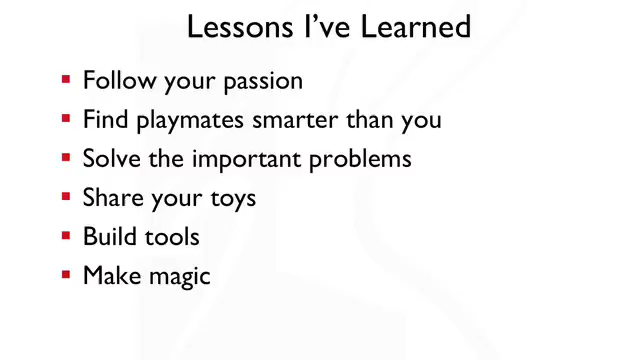 Lessons I've Learned
Follow your passion
Find playmates smarter than you
Solve the important problems
Share your toys
Build tools
Make magic